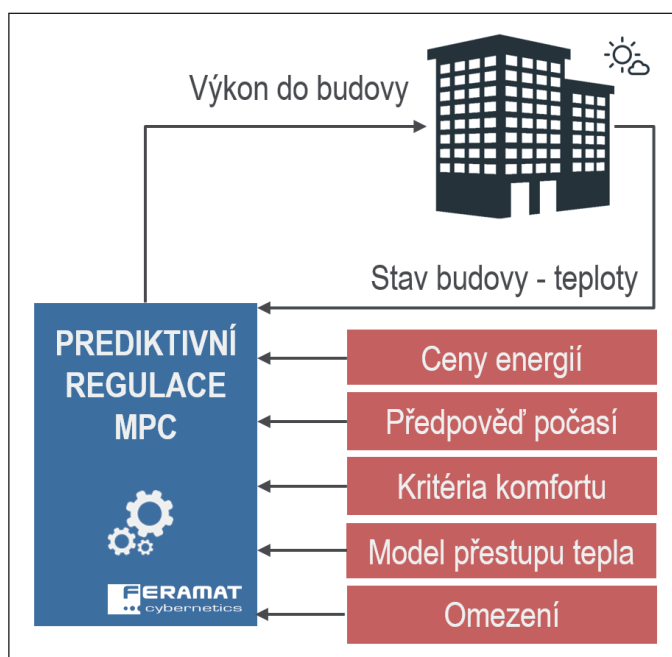 Výkon do budovy
Stav budovy - teploty
PREDIKTIVNÍ
REGULACE
MPC
Ceny energií
Předpověď počasí
Kritéria komfortu
Model přestupu tepla
Omezení
FERAMAT
cybernetics